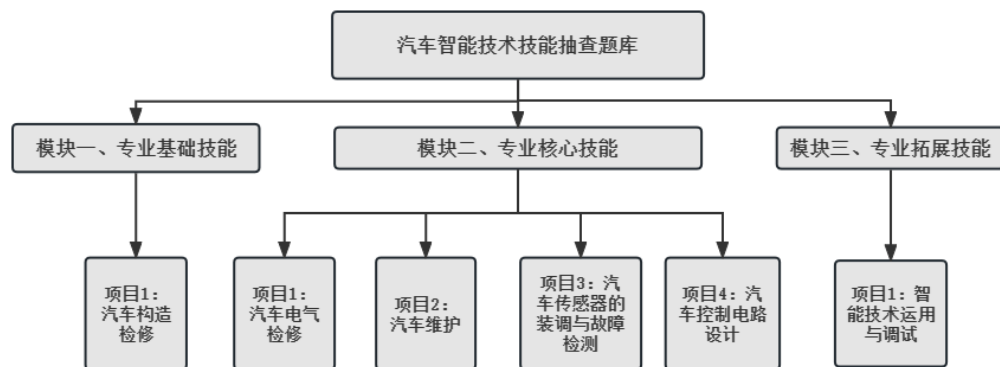 汽车智能技术技能抽查题库
模块一、专业基础技能
模块二、专业核心技能
模块三、专业拓展技能
项目1：
汽车构造
检修
项目1：
汽车电气
检修
项目2：
汽车维护
项目3：汽
车传感器的
装调与故障
检测
项目4：汽
车控制电路
设计
项目1：智
能技术运用
与调试